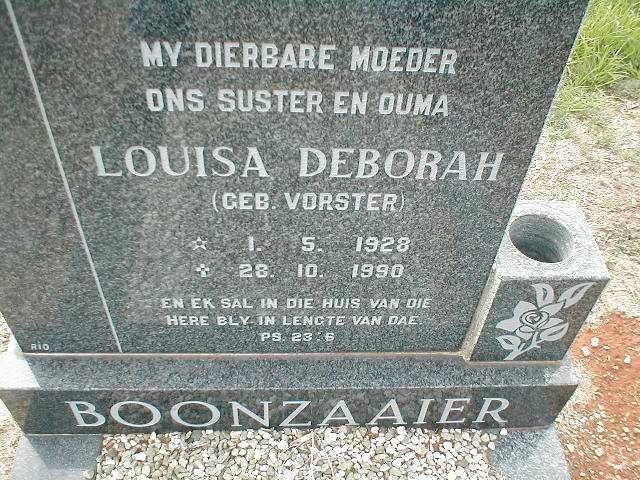 MY DIERBARE MOEDER
ONS SUSTER EN OUMA
LOUISA DEBORAH
(GEB. VORSTER)
☆ 1. 5. 1928
✝ 28. 10. 1990
EN EK SAL IN DIE HUIS VAN DIE
HERE BLY IN LENGTE VAN DAE.
PS. 23:6
RIO
BOONZAAIER